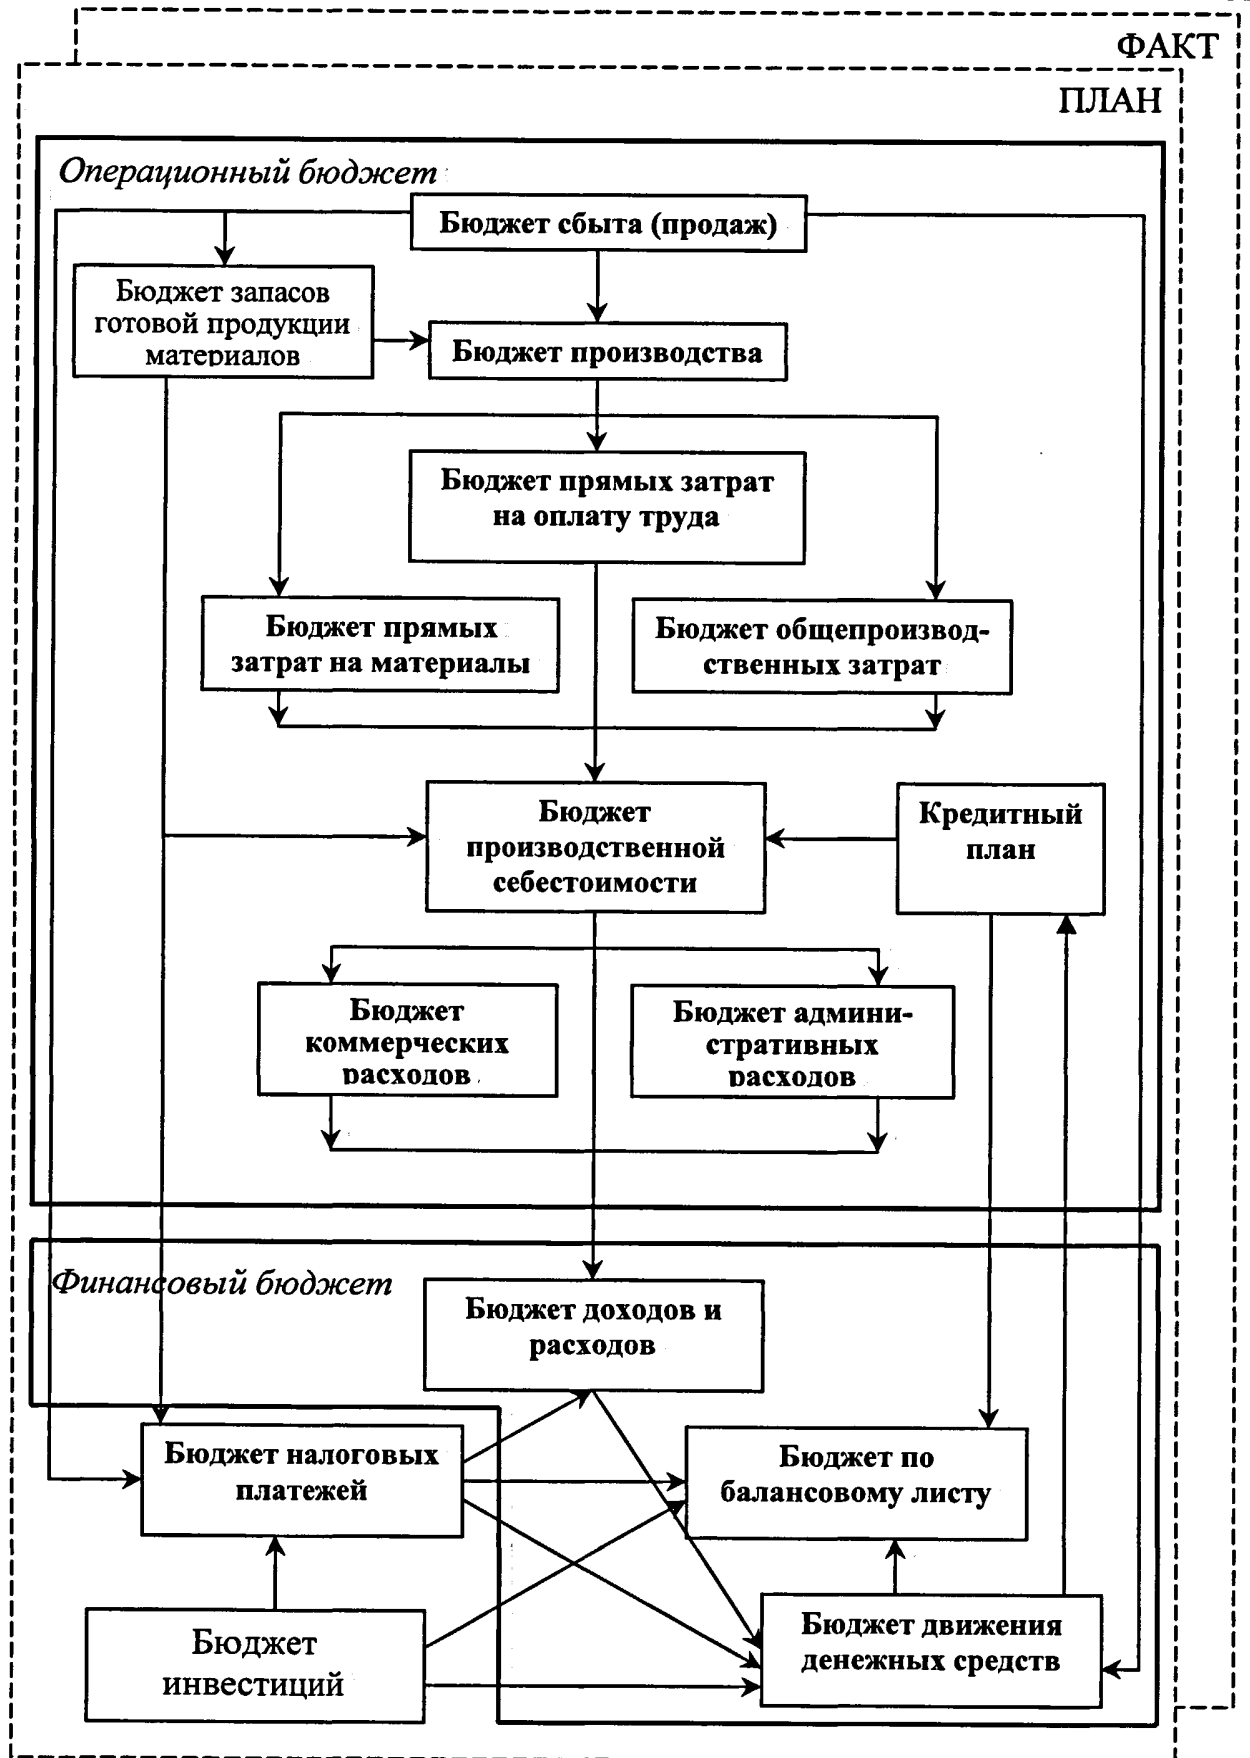 ФАКТ
ПЛАН
Операционный бюджет
Бюджет сбыта (продаж)
Бюджет запасов
готовой продукции
материалов
Бюджет производства
Бюджет прямых затрат
на оплату труда
Бюджет прямых
затрат на материалы
Бюджет общепроизвод-
ственных затрат
Бюджет
производственной
себестоимости
Кредитный
план
Бюджет
коммерческих
расходов
Бюджет админи-
стративных
расходов
Финансовый бюджет
Бюджет доходов и
расходов
Бюджет налоговых
платежей
Бюджет по
балансовому листу
Бюджет
инвестиций
Бюджет движения
денежных средств